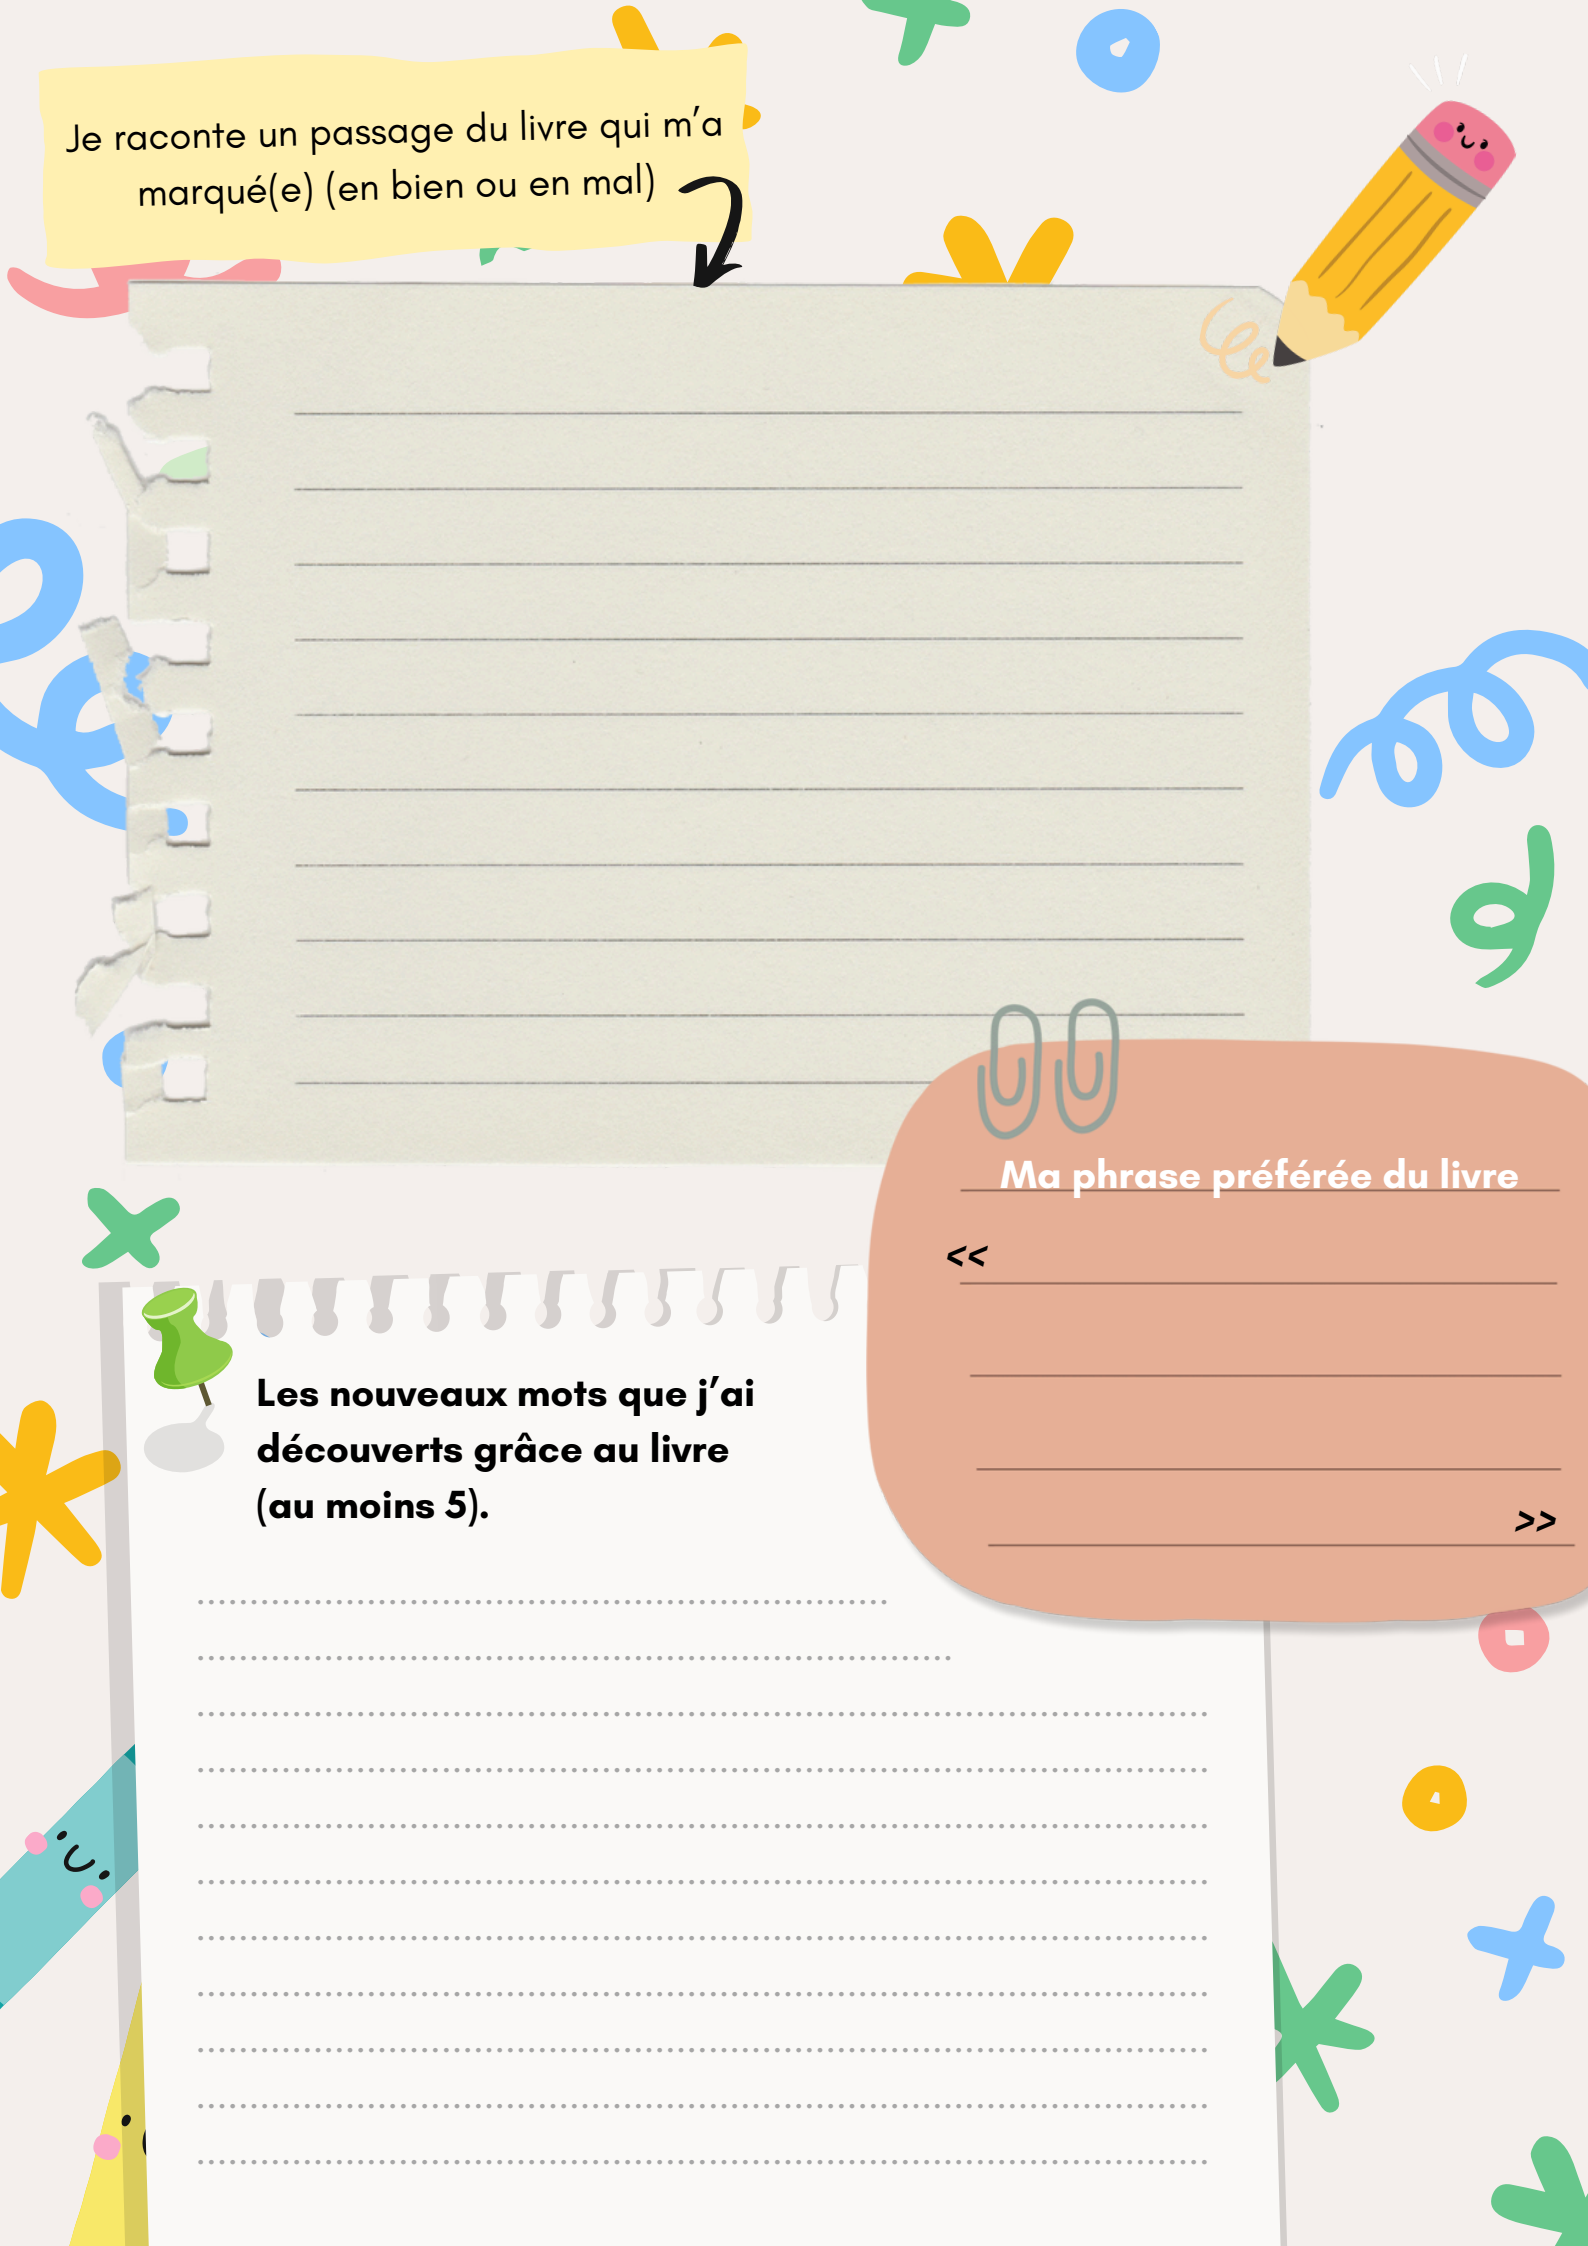 Je raconte un passage du livre qui m'a
marqué(e) (en bien ou en mal)
Ma phrase préférée du livre
<<
>>
Les nouveaux mots que j'ai
découverts grâce au livre
(au moins 5).